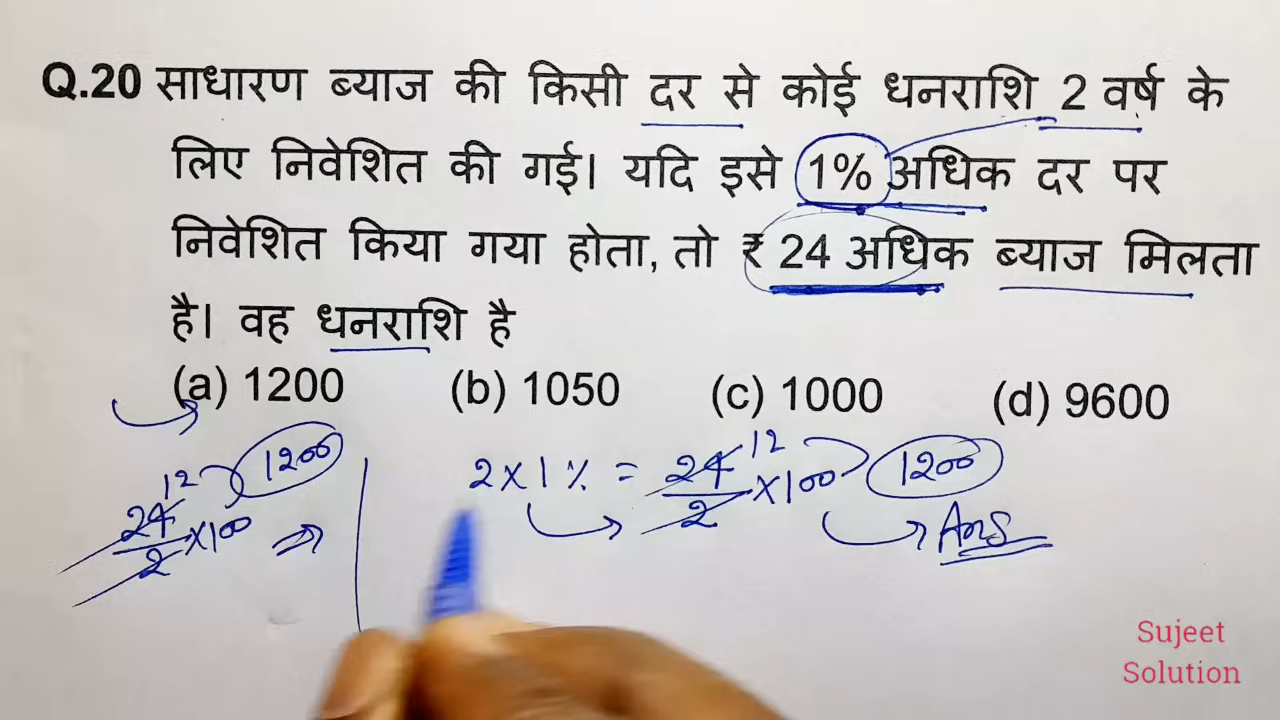 Q.20 साधारण ब्याज की किसी दर से कोई धनराशि 2 वर्ष के
लिए निवेशित की गई। यदि इसे 1% अधिक दर पर
निवेशित किया गया होता, तो ₹ 24 अधिक ब्याज मिलता
है। वह धनराशि है
(a) 1200 (b) 1050 (c) 1000 (d) 9600
12 1200
24/2 ×100
2×1% = 24/2 12 ×100 1200
Ans
Sujeet
Solution